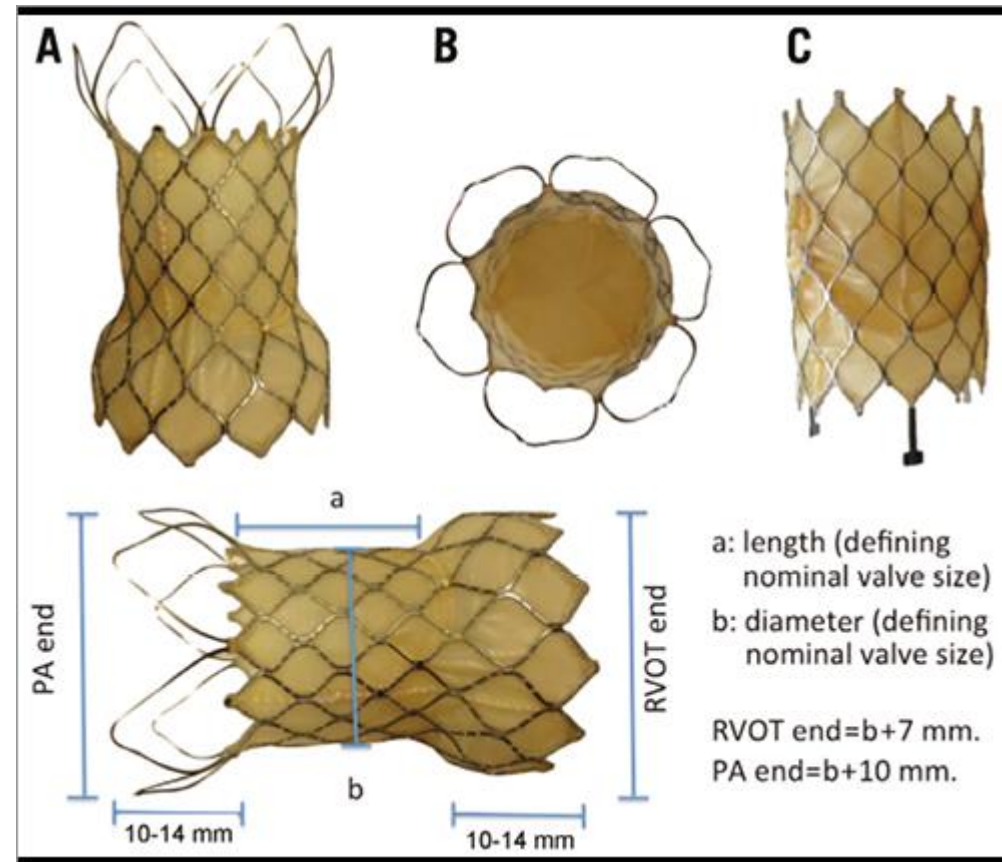 A
B
C
a
a: length (defining
nominal valve size)
b: diameter (defining
nominal valve size)
PA end
RVOT end
RVOT end=b+7 mm.
PA end=b+10 mm.
b
10-14 mm
10-14 mm